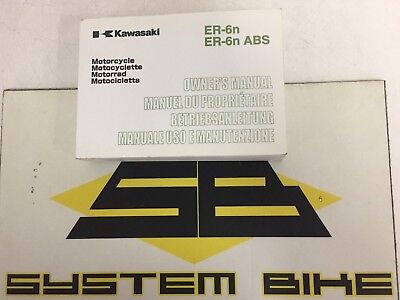 Kawasaki
ER-6n
ER-6n ABS
Motorcycle
Motocyclette
Motorrad
Motocicletta
OWNER'S MANUAL
MANUEL DU PROPRIÉTAIRE
BETRIEBSANLEITUNG
MANUALE USO E MANUTENZIONE
SB
SYSTEM BIKE